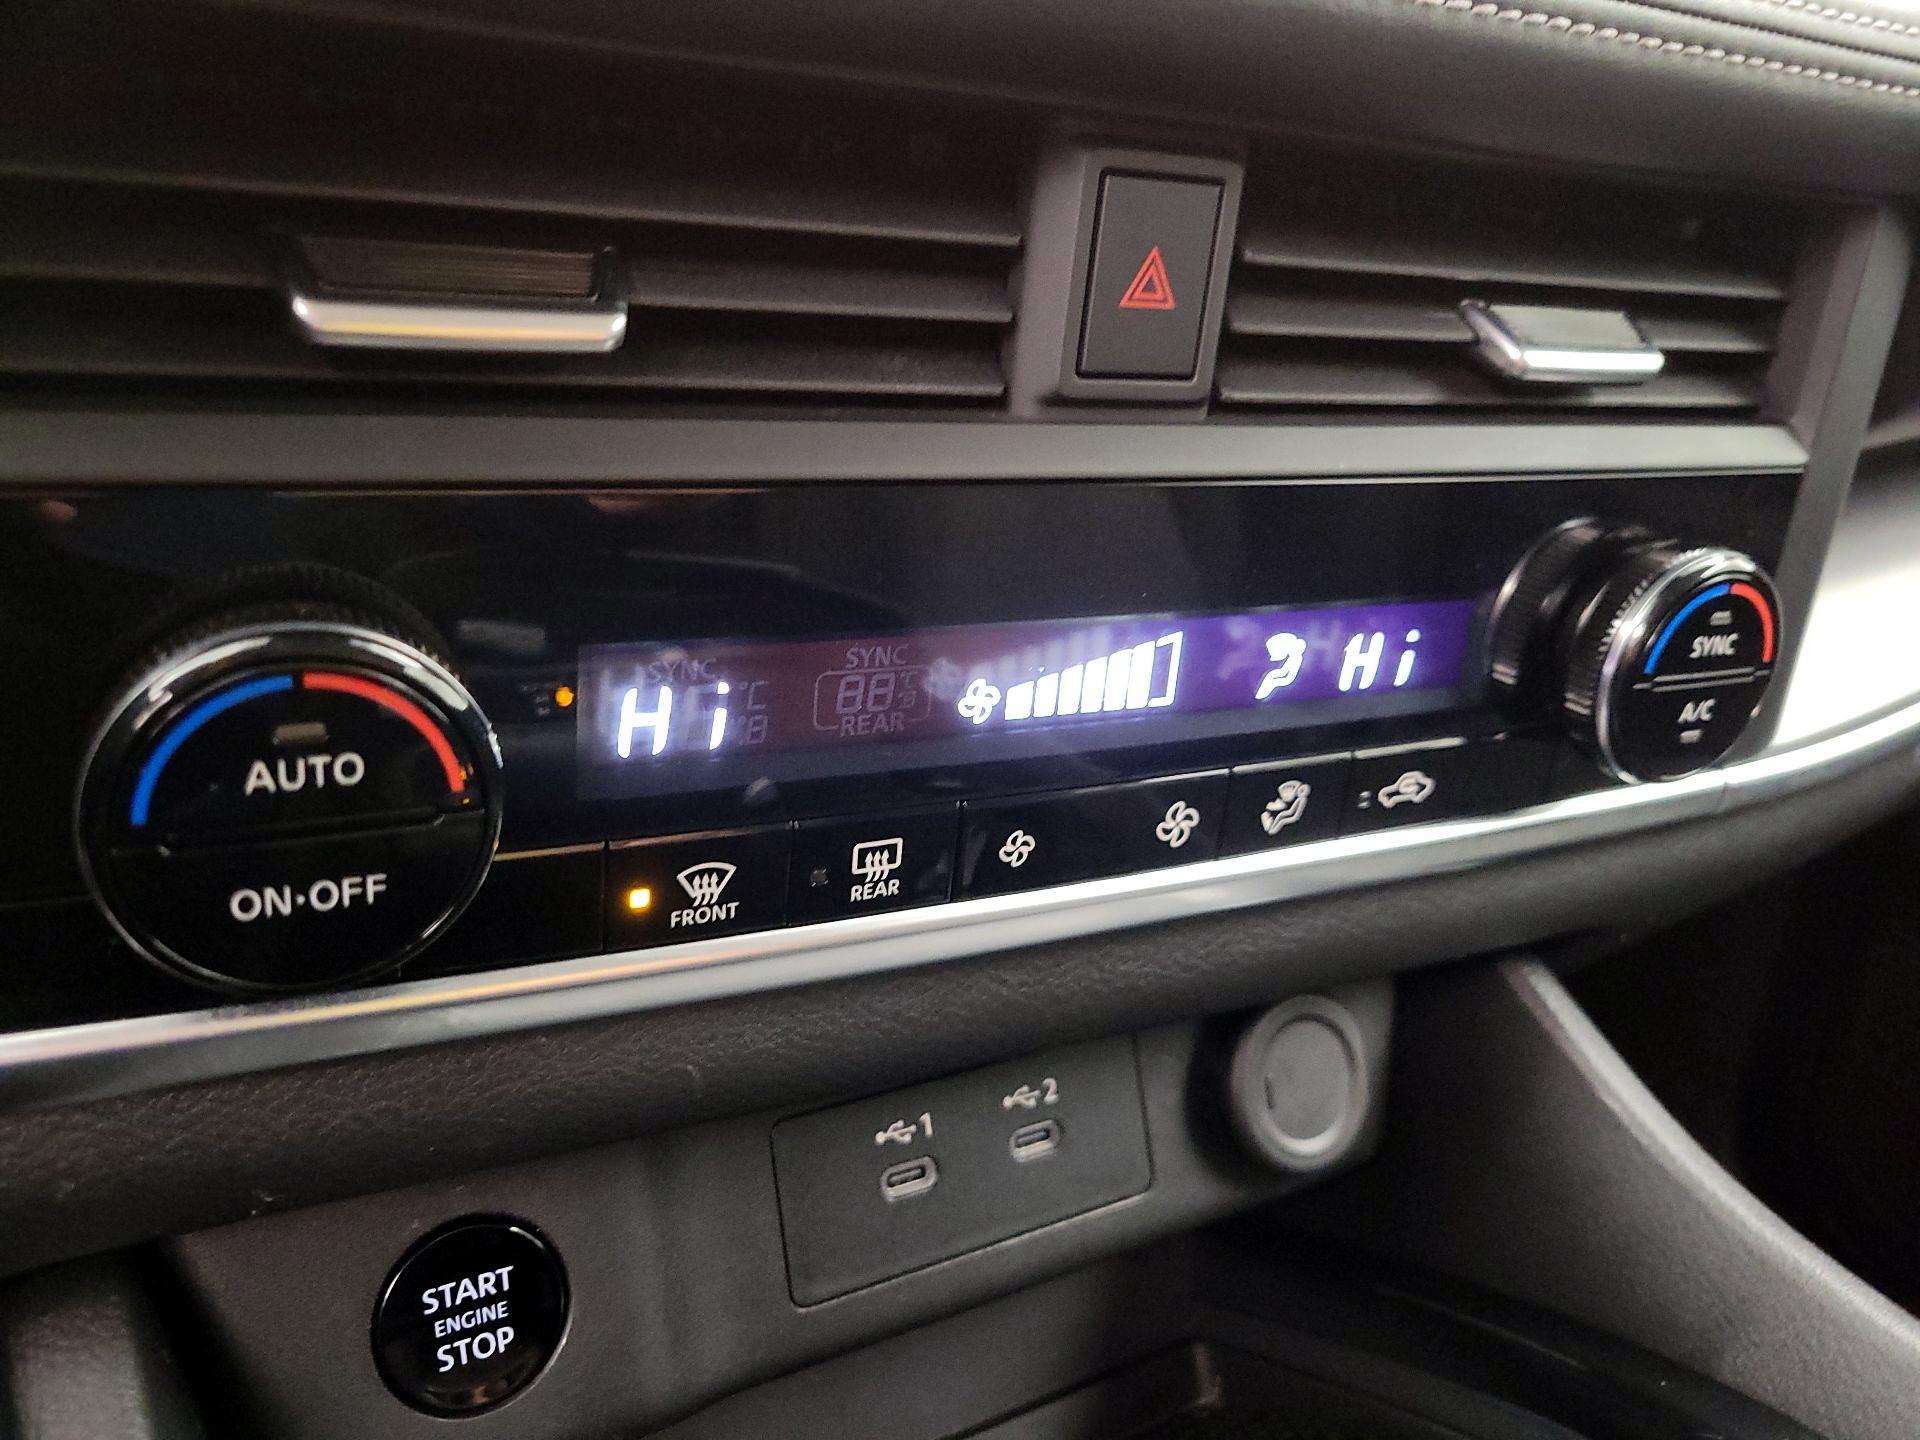 Hi
SYNC
SYNC
88
REAR
Hi
AUTO
ON·OFF
SYNC
A/C
FRONT
REAR
1
2
START
ENGINE
STOP